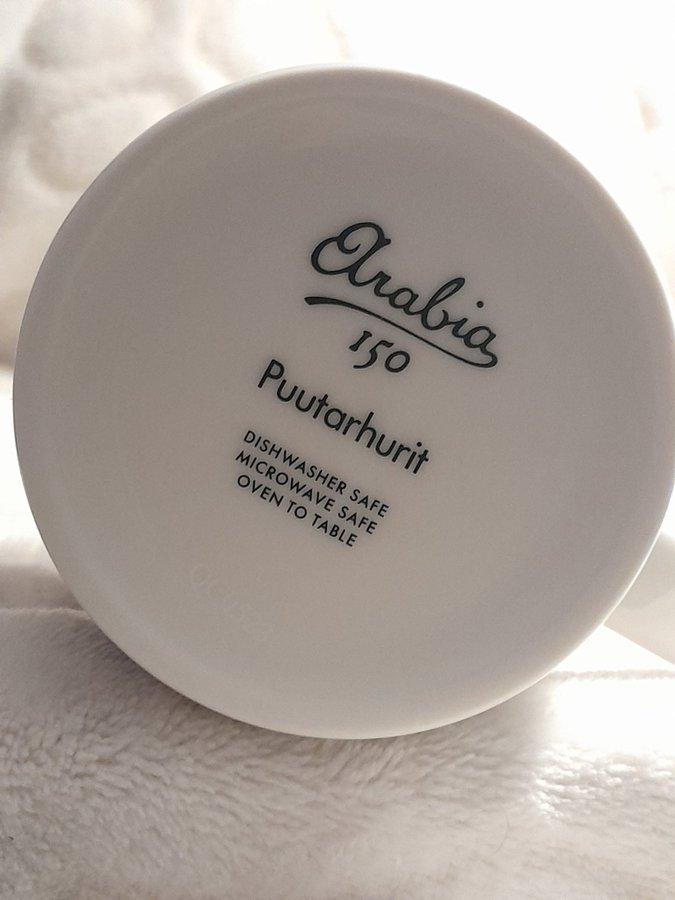 Arabia
150
Puutarhurit
DISHWASHER SAFE
MICROWAVE SAFE
OVEN TO TABLE